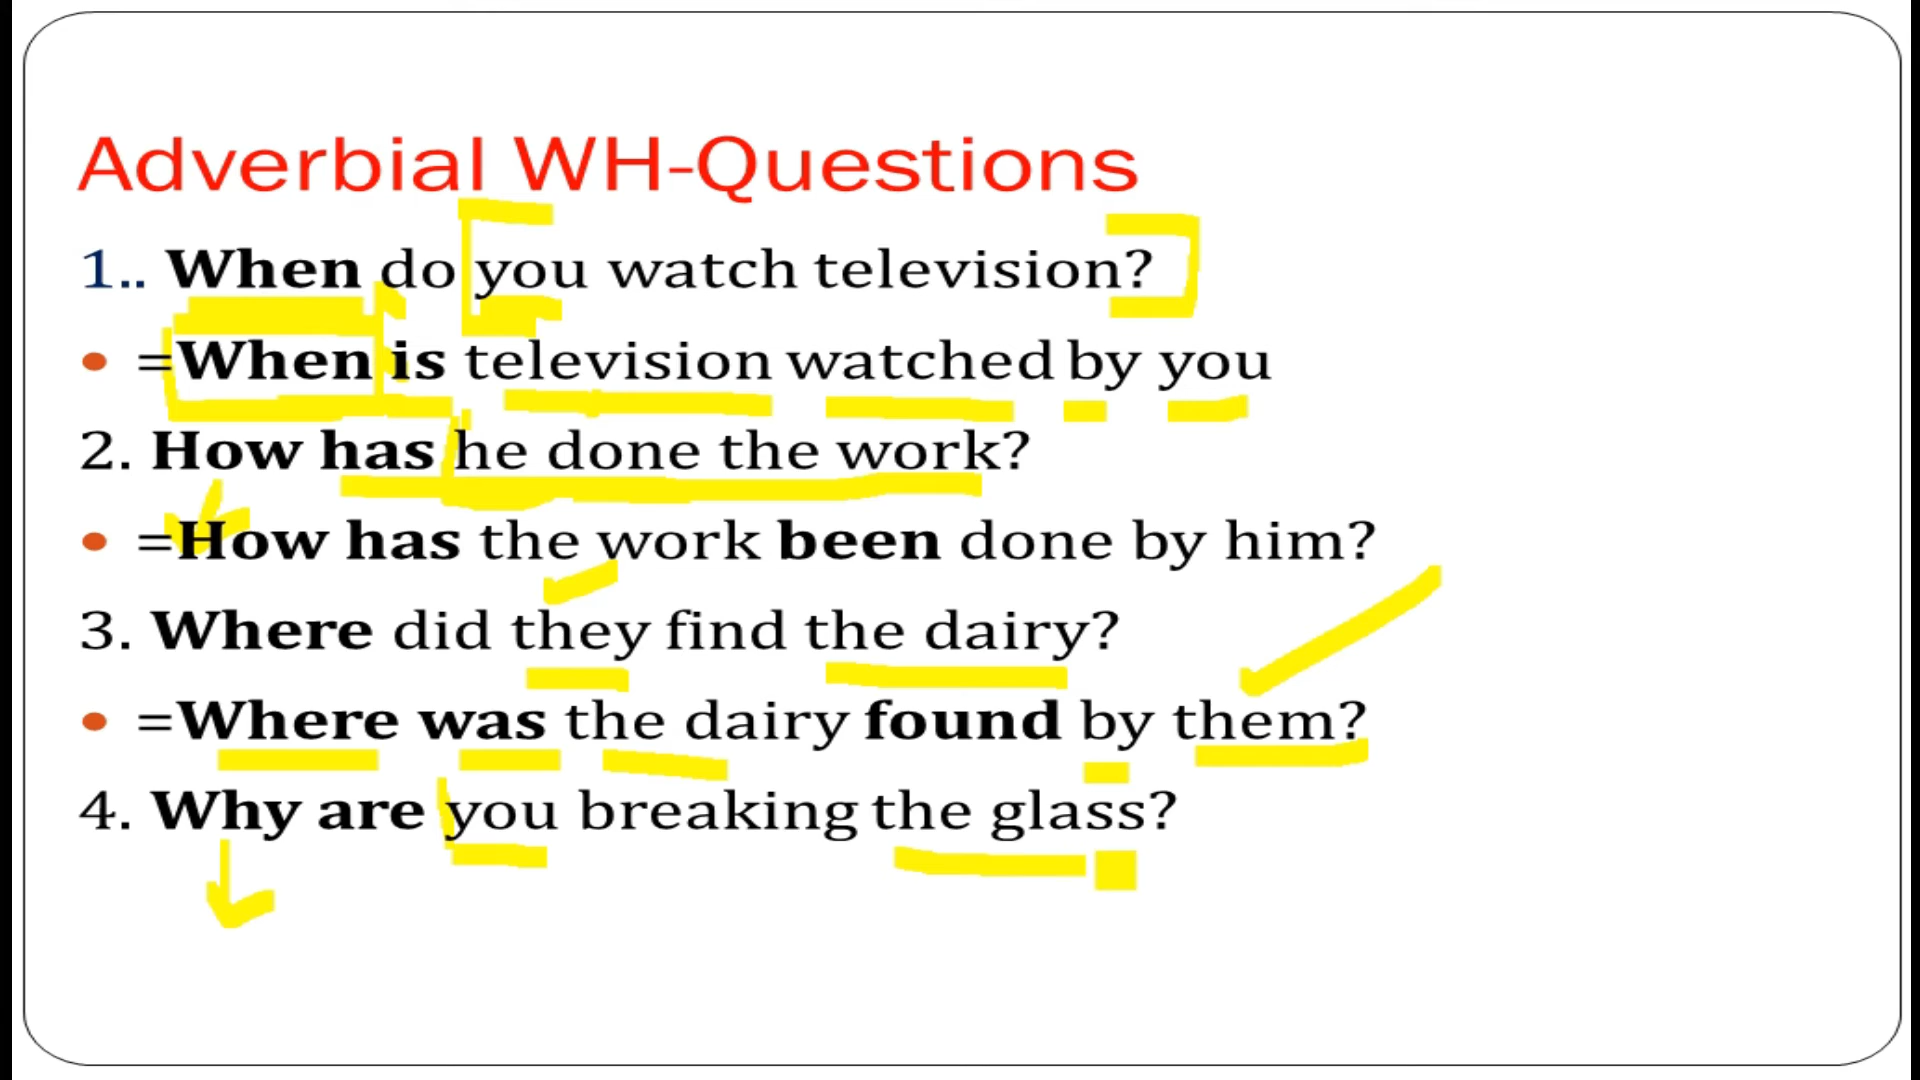 Adverbial WH-Questions
1.. When do you watch television?
• =When is television watched by you
2. How has he done the work?
• =How has the work been done by him?
3. Where did they find the dairy?
• =Where was the dairy found by them?
4. Why are you breaking the glass?